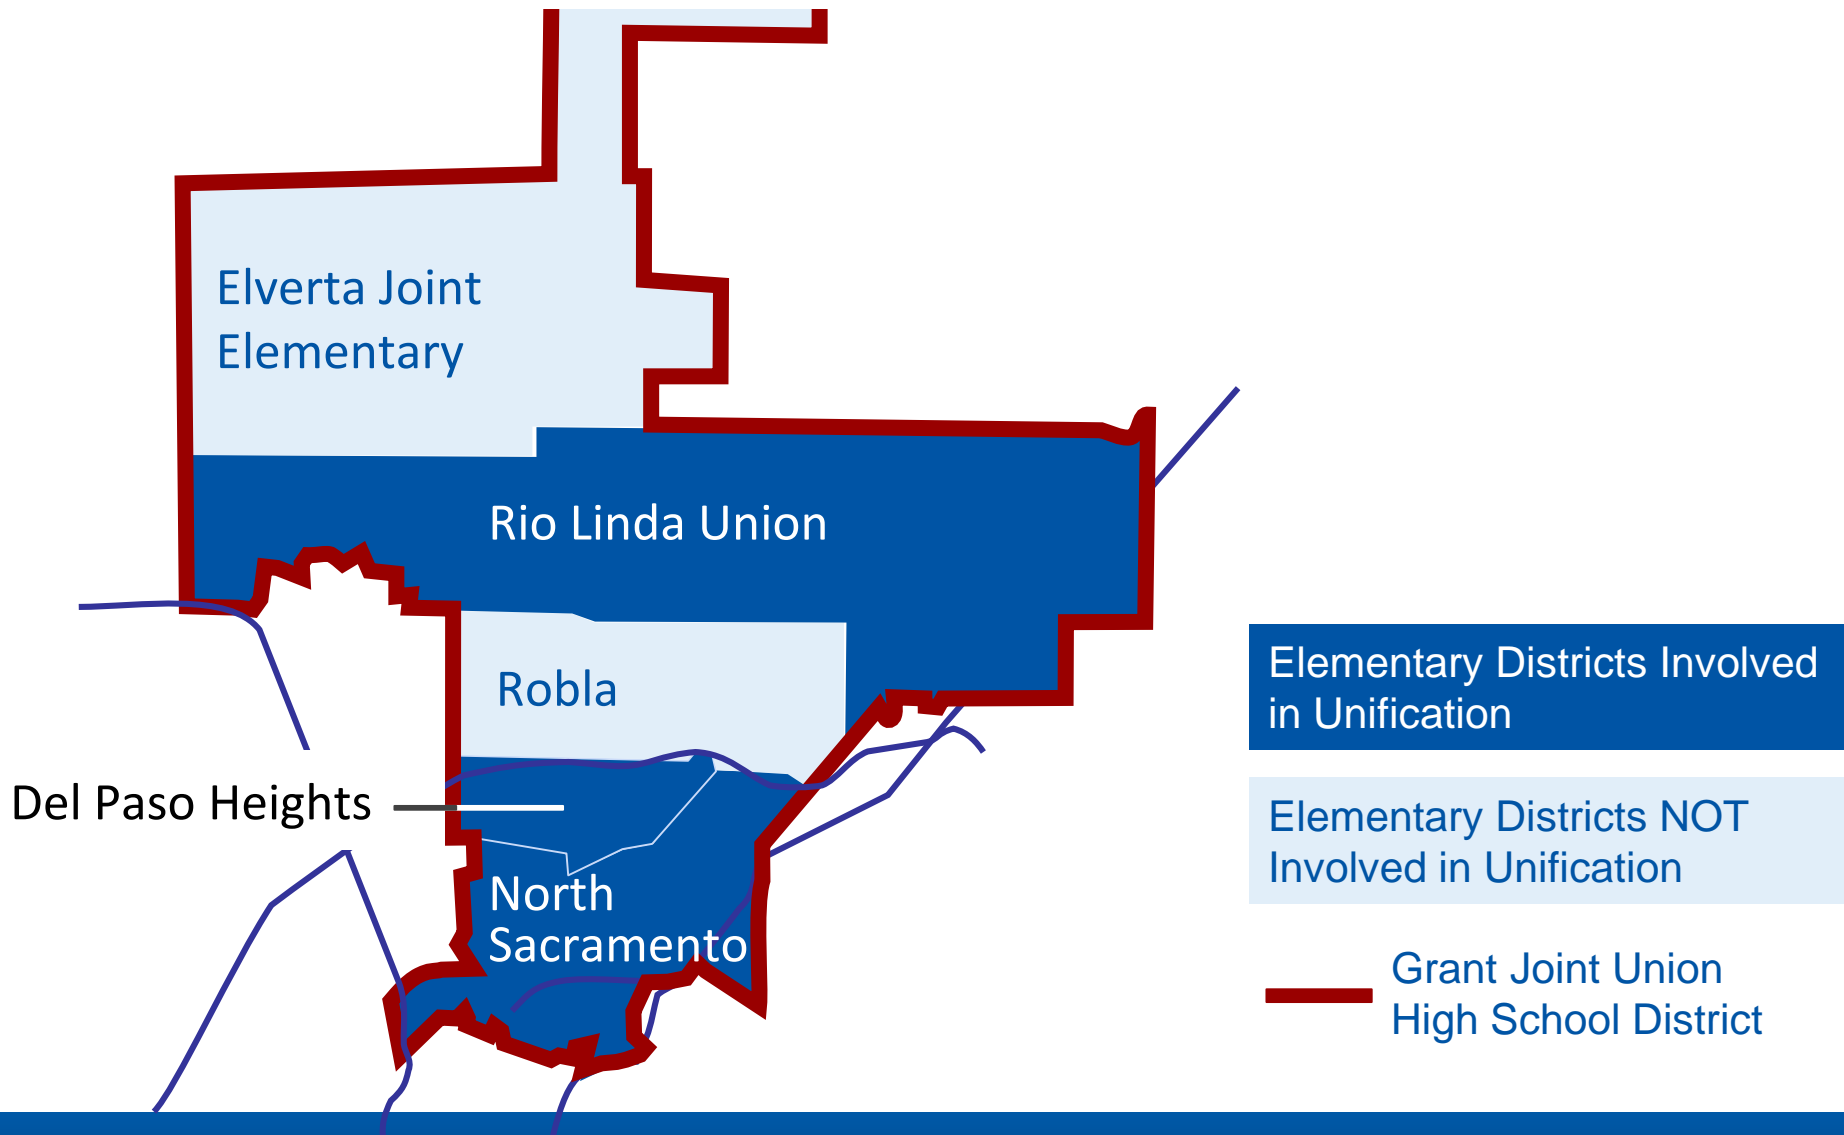 Elverta Joint
Elementary
Rio Linda Union
Robla
Del Paso Heights
North
Sacramento
Elementary Districts Involved
in Unification
Elementary Districts NOT
Involved in Unification
Grant Joint Union
High School District